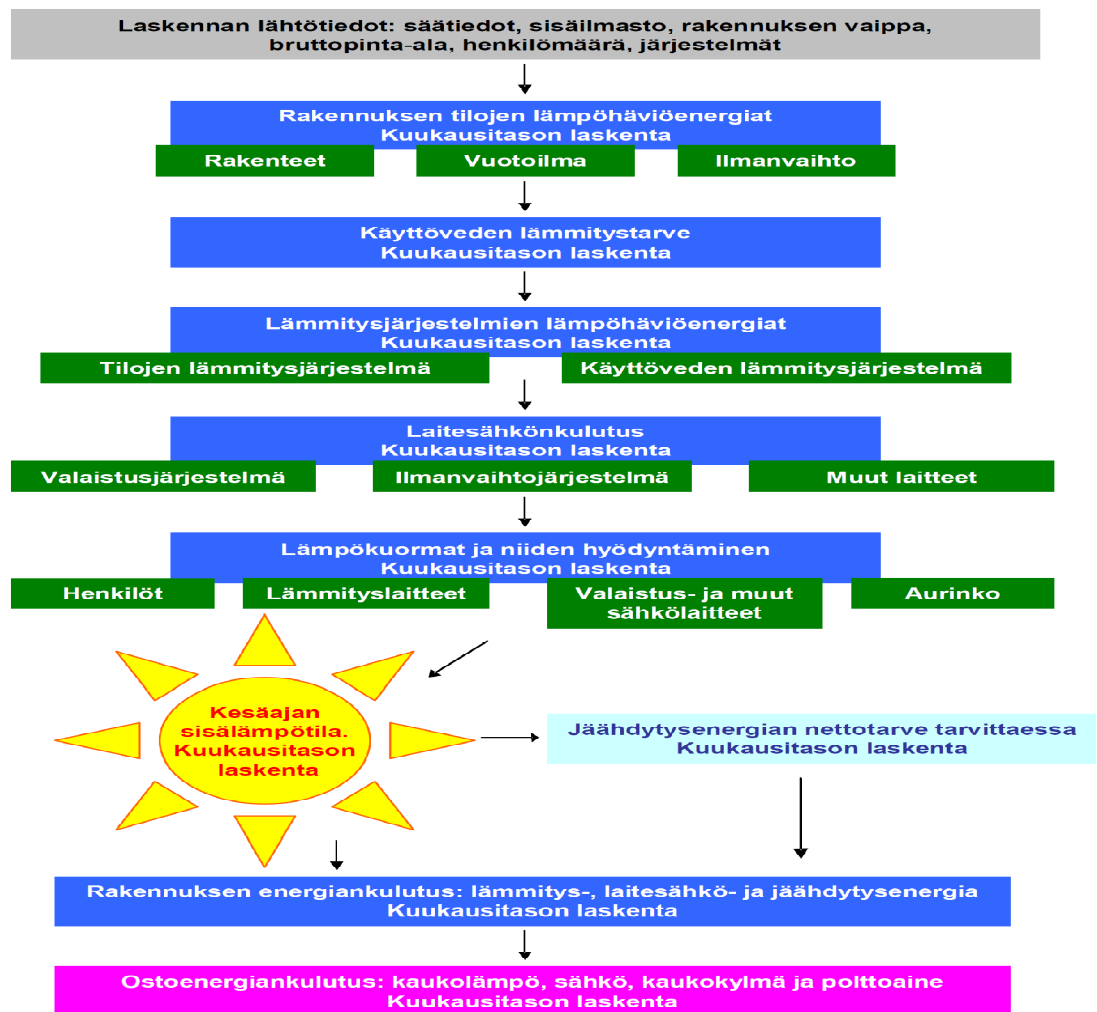 Laskennan lähtötiedot: säätiedot, sisäilmasto, rakennuksen vaippa,
bruttopinta-ala, henkilömäärä, järjestelmät
Rakennuksen tilojen lämpöhäviöenergiat
Kuukausitason laskenta
Rakenteet
Vuotoilma
Ilmanvaihto
Käyttöveden lämmitystarve
Kuukausitason laskenta
Lämmitysjärjestelmien lämpöhäviöenergiat
Kuukausitason laskenta
Tilojen lämmitysjärjestelmä
Käyttöveden lämmitysjärjestelmä
Laitesähkönkulutus
Kuukausitason laskenta
Valaistusjärjestelmä
Ilmanvaihtojärjestelmä
Muut laitteet
Lämpökuormat ja niiden hyödyntäminen
Kuukausitason laskenta
Henkilöt
Lämmityslaitteet
Valaistus- ja muut
sähkölaitteet
Aurinko
Kesäajan
sisälämpötila.
Kuukausitason
laskenta
Jäähdytysenergian nettotarve tarvittaessa
Kuukausitason laskenta
Rakennuksen energiankulutus: lämmitys-, laitesähkö- ja jäähdytysenergia
Kuukausitason laskenta
Ostoenergiankulutus: kaukolämpö, sähkö, kaukokylmä ja polttoaine
Kuukausitason laskenta